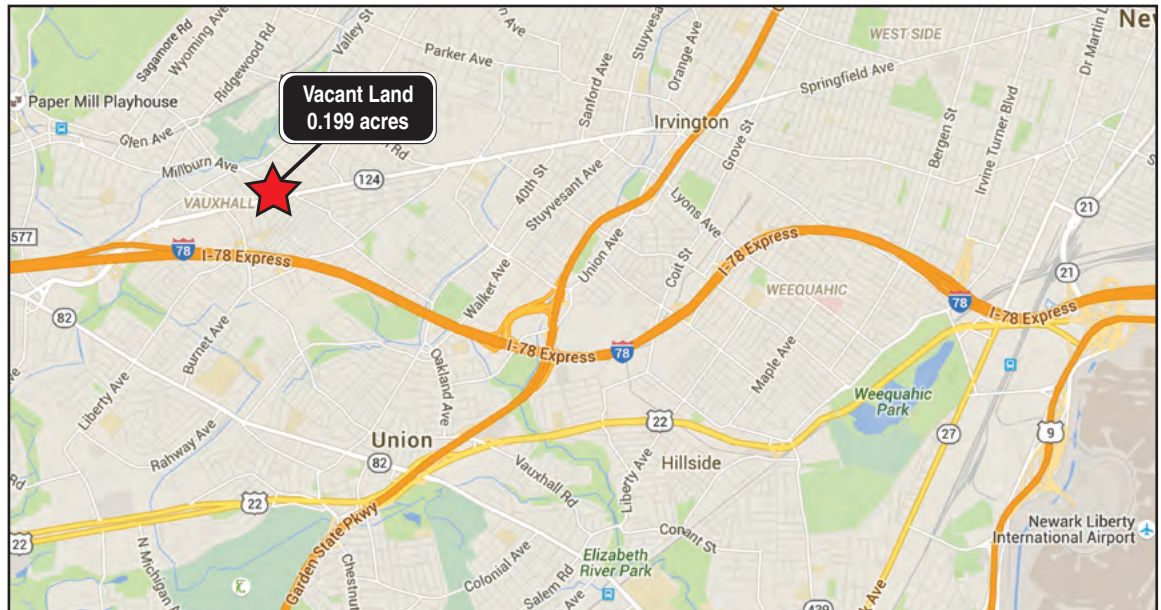 Sagamore Rd
Wyoming Ave
Ridgewood Rd
Valley St
Parker Ave
Ave
Stuyvesant
Sanford Ave
Orange Ave
WEST SIDE
Springfield Ave
Paper Mill Playhouse
Glen Ave
Vacant Land
0.199 acres
Irvington
Grove St
Bergen St
Irvine Turner Blvd
Millburn Ave
Rd
124
VAUXHALL
40th St
Stuyvesant Ave
Lyons Ave
21
577
78
I-78 Express
Union Ave
Coit St
I-78 Express
WEEQUAHIC
21
78
I-78 Express
82
Walker Ave
Burnet Ave
I-78 Express
78
Oakland Ave
Maple Ave
Weequahic
Park
Liberty Ave
Rahway Ave
Union
82
22
Hillside
27
9
Vauxhall Rd
Liberty Ave
Rd
22
22
Garden State Pkwy
Conant St
Newark Liberty
International Airport
N Michigan A
Chestnut
Colonial Ave
Salem Rd
Elizabeth
River Park
Ave
439
Ave